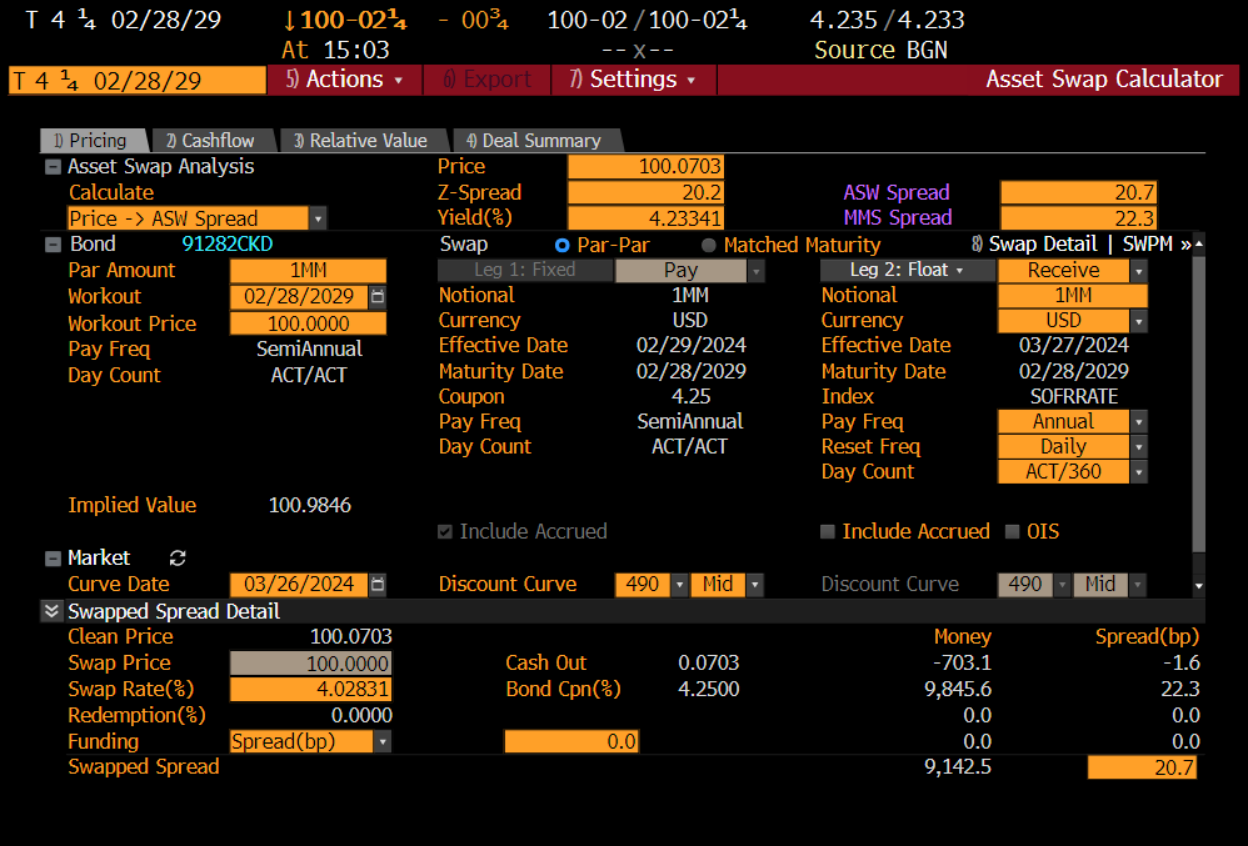 T 4 ¼ 02/28/29 ↓100-02¼ - 00¾ 100-02/100-02¼ 4.235/4.233
At 15:03 -- x -- Source BGN
T 4 ¼ 02/28/29 5) Actions 6) Export 7) Settings Asset Swap Calculator
1) Pricing 2) Cashflow 3) Relative Value 4) Deal Summary
Asset Swap Analysis Price 100.0703
Calculate Z-Spread 20.2 ASW Spread 20.7
Price -> ASW Spread Yield(%) 4.23341 MMS Spread 22.3
Bond 91282CKD Swap Par-Par Matched Maturity 8) Swap Detail | SWPM »
Par Amount 1MM Leg 1: Fixed Pay Leg 2: Float Receive
Workout 02/28/2029 Notional 1MM Notional 1MM
Workout Price 100.0000 Currency USD Currency USD
Pay Freq SemiAnnual Effective Date 02/29/2024 Effective Date 03/27/2024
Day Count ACT/ACT Maturity Date 02/28/2029 Maturity Date 02/28/2029
Coupon 4.25 Index SOFRRATE
Pay Freq SemiAnnual Pay Freq Annual
Day Count ACT/ACT Reset Freq Daily
Day Count ACT/360
Implied Value 100.9846
Include Accrued Include Accrued OIS
Market
Curve Date 03/26/2024 Discount Curve 490 Mid Discount Curve 490 Mid
Swapped Spread Detail
Clean Price 100.0703 Money Spread(bp)
Swap Price 100.0000 Cash Out 0.0703 -703.1 -1.6
Swap Rate(%) 4.02831 Bond Cpn(%) 4.2500 9,845.6 22.3
Redemption(%) 0.0000 0.0 0.0
Funding Spread(bp) 0.0 0.0 0.0
Swapped Spread 9,142.5 20.7